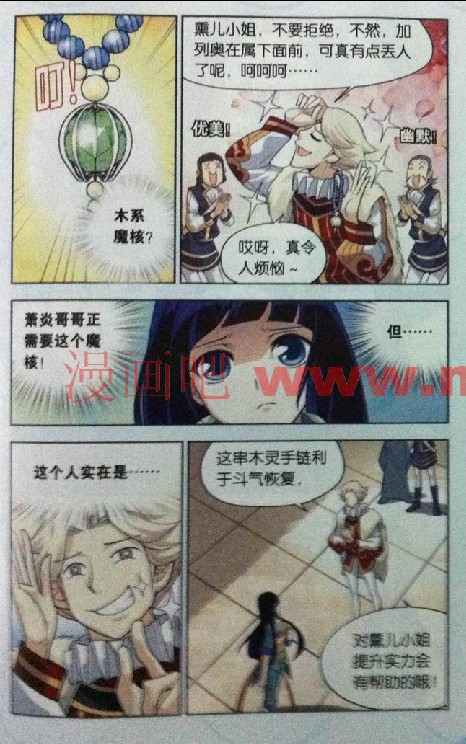 叮!
木系
魔核?
熏儿小姐，不要拒绝，不然，加
列奥在属下面前，可真有点丢人
了呢，呵呵呵……
优美!
幽默!
哎呀，真令
人烦恼~
萧炎哥哥正
需要这个魔
核!
但……
漫画吧 www.m
这个人实在是……
这串木灵手链利
于斗气恢复，
对熏儿小姐
提升实力会
有帮助的哦!